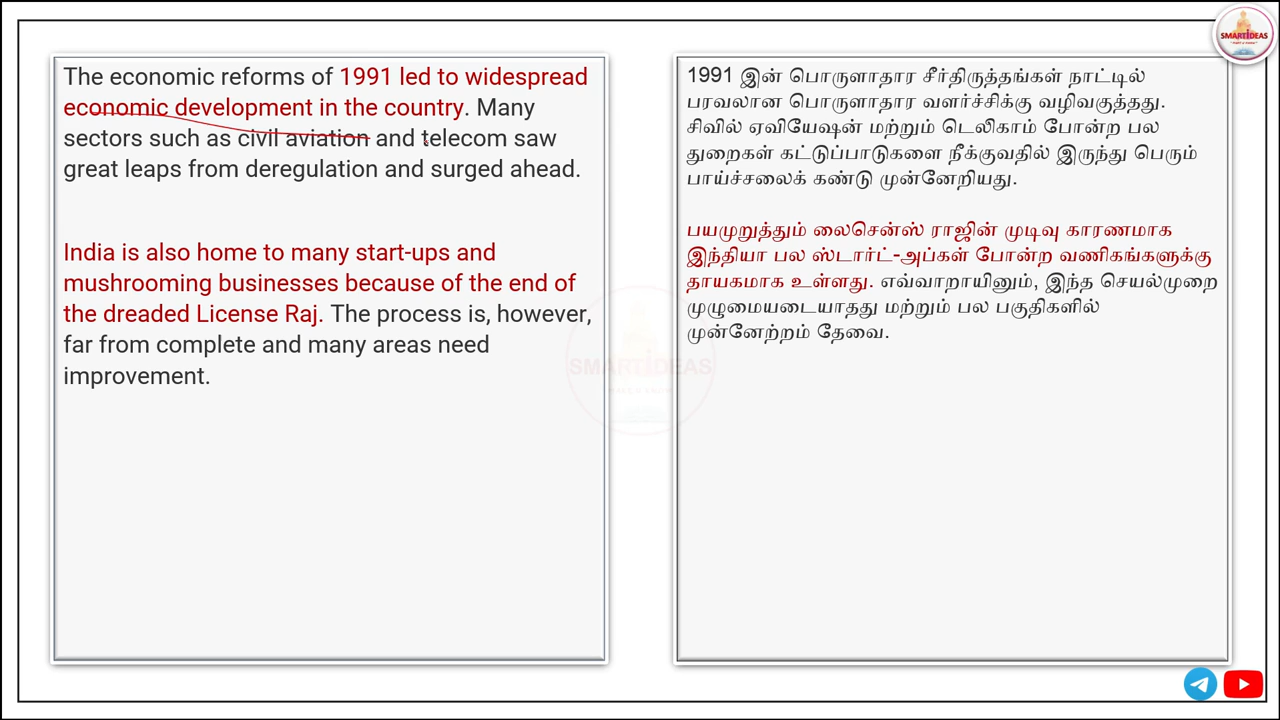 SMARTIDEAS
The economic reforms of 1991 led to widespread
economic development in the country. Many
sectors such as civil aviation and telecom saw
great leaps from deregulation and surged ahead.
India is also home to many start-ups and
mushrooming businesses because of the end of
the dreaded License Raj. The process is, however,
far from complete and many areas need
improvement.
1991 இன் பொருளாதார சீர்திருத்தங்கள் நாட்டில்
பரவலான பொருளாதார வளர்ச்சிக்கு வழிவகுத்தது.
சிவில் ஏவியேஷன் மற்றும் டெலிகாம் போன்ற பல
துறைகள் கட்டுப்பாடுகளை நீக்குவதில் இருந்து பெரும்
பாய்ச்சலைக் கண்டு முன்னேறியது.
பயமுறுத்தும் லைசென்ஸ் ராஜின் முடிவு காரணமாக
இந்தியா பல ஸ்டார்ட்-அப்கள் போன்ற வணிகங்களுக்கு
தாயகமாக உள்ளது. எவ்வாறாயினும், இந்த செயல்முறை
முழுமையடையாதது மற்றும் பல பகுதிகளில்
முன்னேற்றம் தேவை.
SMARTIDEAS